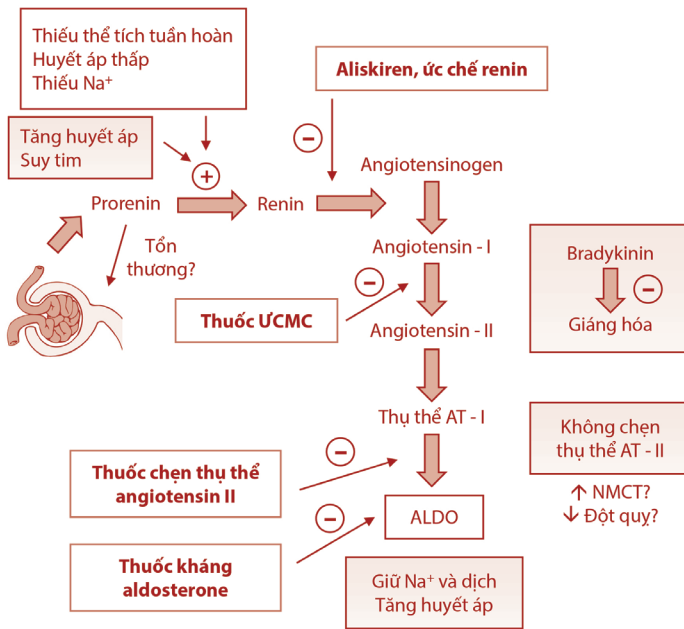 Thiếu thể tích tuần hoàn
Huyết áp thấp
Thiếu Na⁺
Aliskiren, ức chế renin
Tăng huyết áp
Suy tim
Angiotensinogen
Prorenin
Renin
Tổn
thương?
Angiotensin - I
Bradykinin
Thuốc ƯCMC
Giáng hóa
Angiotensin - II
Thụ thể AT - I
Không chẹn
thụ thể AT - II
Thuốc chẹn thụ thể
angiotensin II
↑ NMCT?
↓ Đột quỵ?
ALDO
Thuốc kháng
aldosterone
Giữ Na⁺ và dịch
Tăng huyết áp